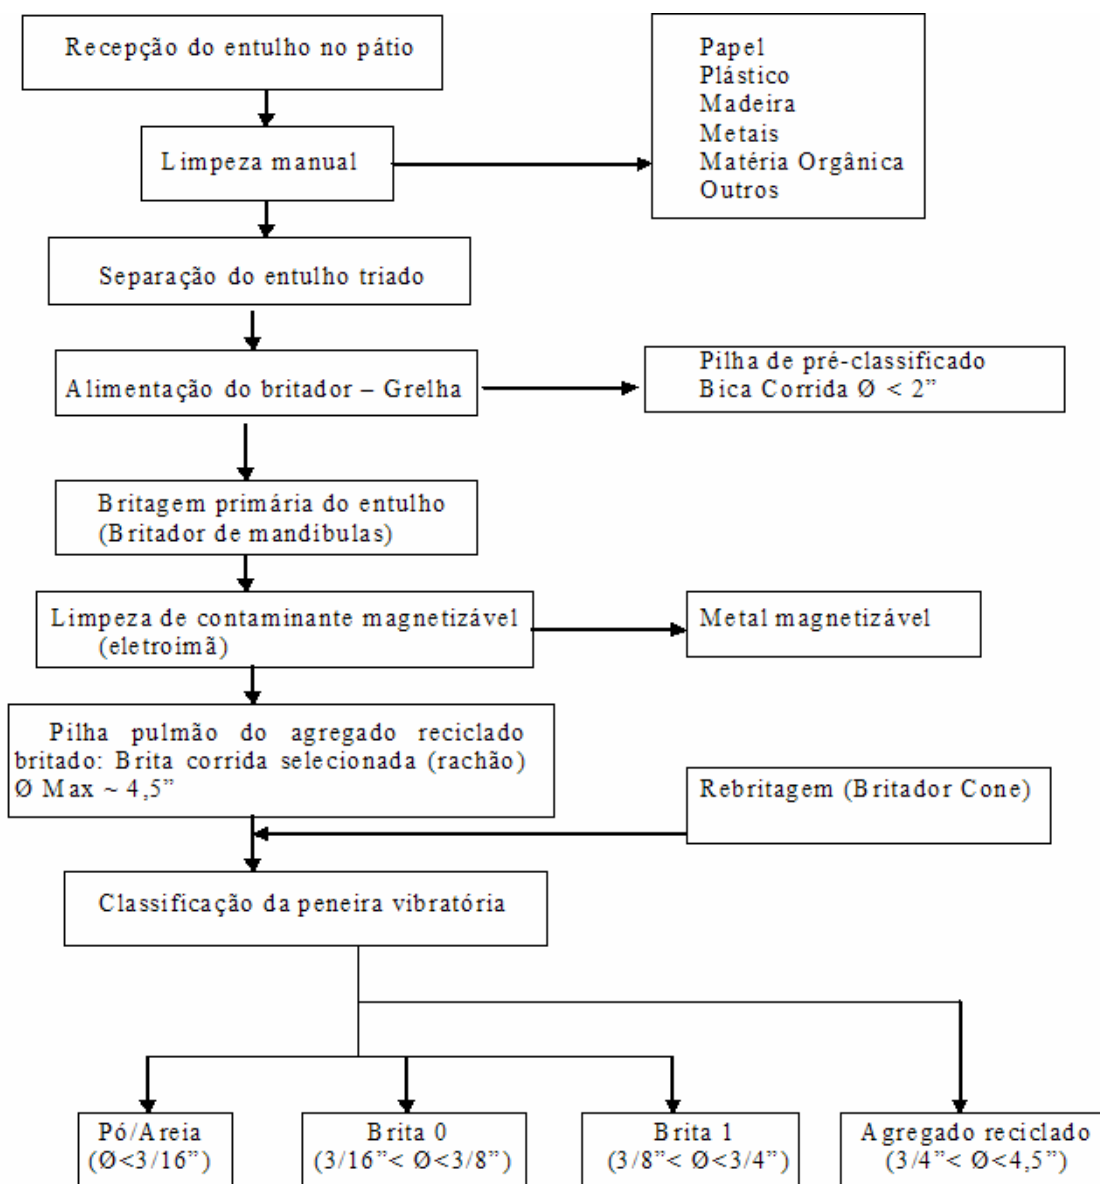 Recepção do entulho no pátio
Papel
Plástico
Madeira
Metais
Matéria Orgânica
Outros
Limpeza manual
Separação do entulho triado
Alimentação do britador – Grelha
Pilha de pré-classificado
Bica Corrida Ø < 2”
Britagem primária do entulho
(Britador de mandíbulas)
Limpeza de contaminante magnetizável
(eletroímã)
Metal magnetizável
Pilha pulmão do agregado reciclado
britado: Brita corrida selecionada (rachão)
Ø Max ~ 4,5”
Rebritagem (Britador Cone)
Classificação da peneira vibratória
Pó/Areia
(Ø<3/16”)
Brita 0
(3/16”< Ø<3/8”)
Brita 1
(3/8”< Ø<3/4”)
Agregado reciclado
(3/4”< Ø<4,5”)